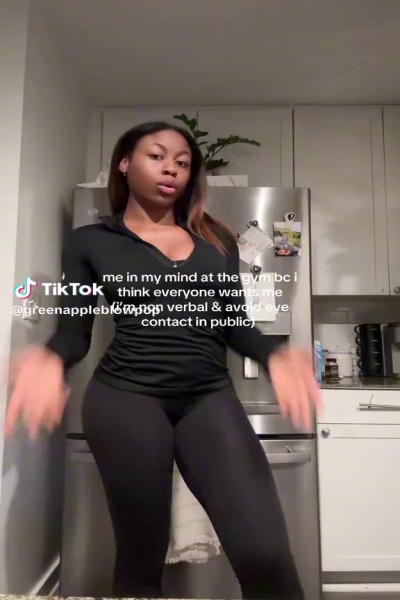 me in my mind at the gym bc i
TikTok
think everyone wants me
@greenappleblowpop
(i'm non verbal & avoid eye
contact in public)